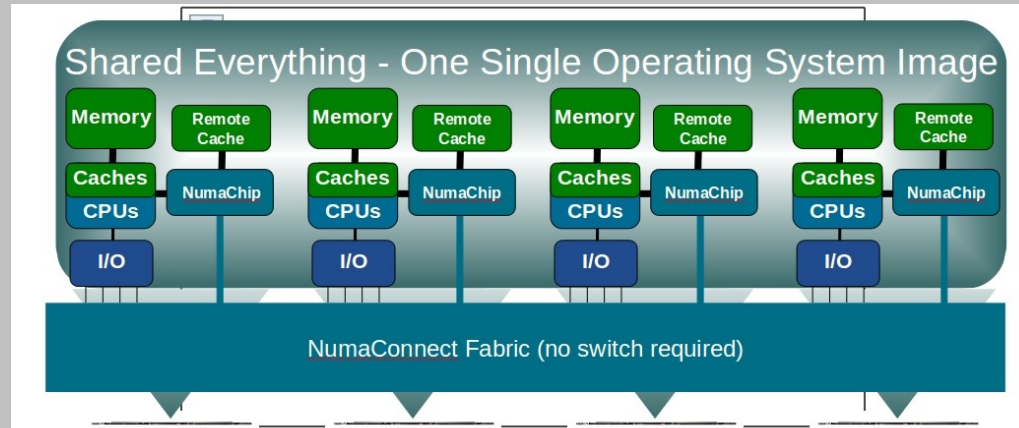 Shared Everything - One Single Operating System Image
Memory
Remote
Cache
Caches
NumaChip
CPUs
I/O
Memory
Remote
Cache
Caches
NumaChip
CPUs
I/O
Memory
Remote
Cache
Caches
NumaChip
CPUs
I/O
Memory
Remote
Cache
Caches
NumaChip
CPUs
I/O
NumaConnect Fabric (no switch required)